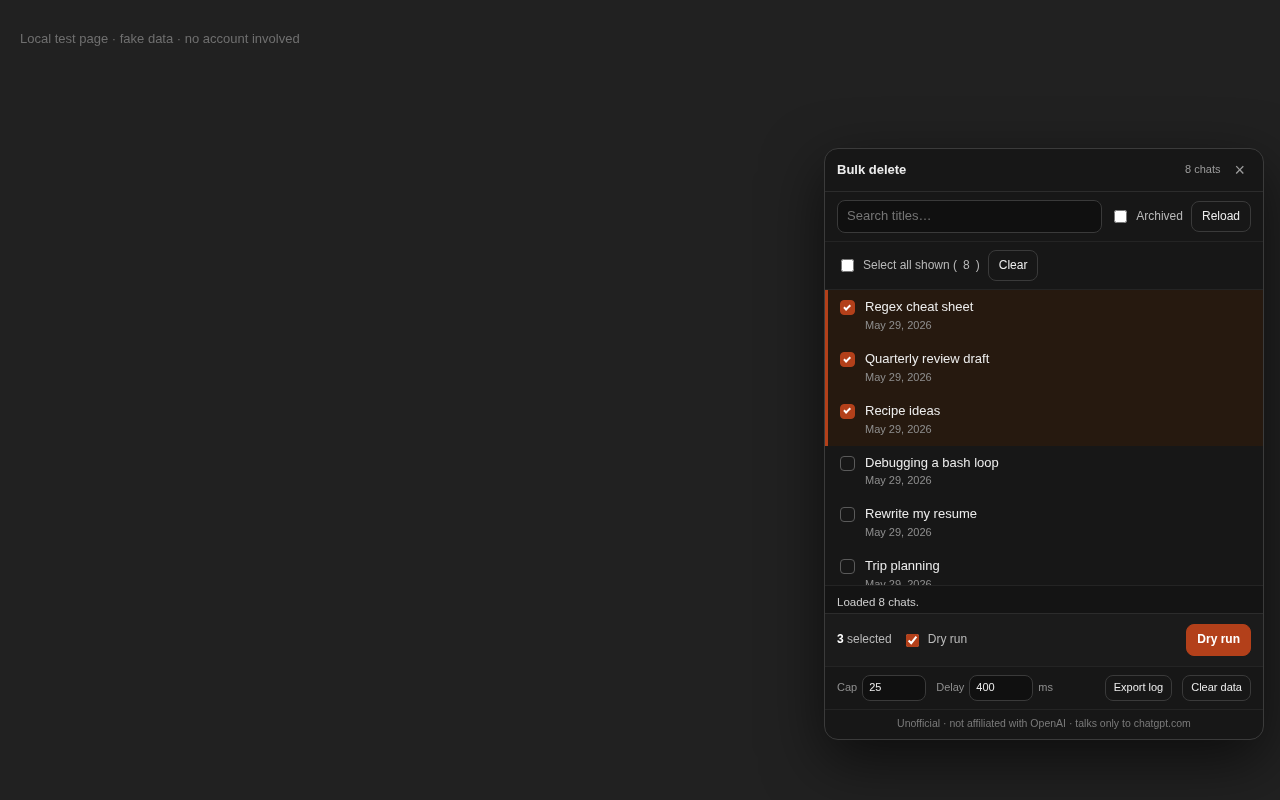 Local test page · fake data · no account involved
Bulk delete 8 chats ×
Search titles… Archived Reload
Select all shown ( 8 ) Clear
Regex cheat sheet
May 29, 2026
Quarterly review draft
May 29, 2026
Recipe ideas
May 29, 2026
Debugging a bash loop
May 29, 2026
Rewrite my resume
May 29, 2026
Trip planning
May 29, 2026
Loaded 8 chats.
3 selected Dry run Dry run
Cap 25 Delay 400 ms Export log Clear data
Unofficial · not affiliated with OpenAI · talks only to chatgpt.com